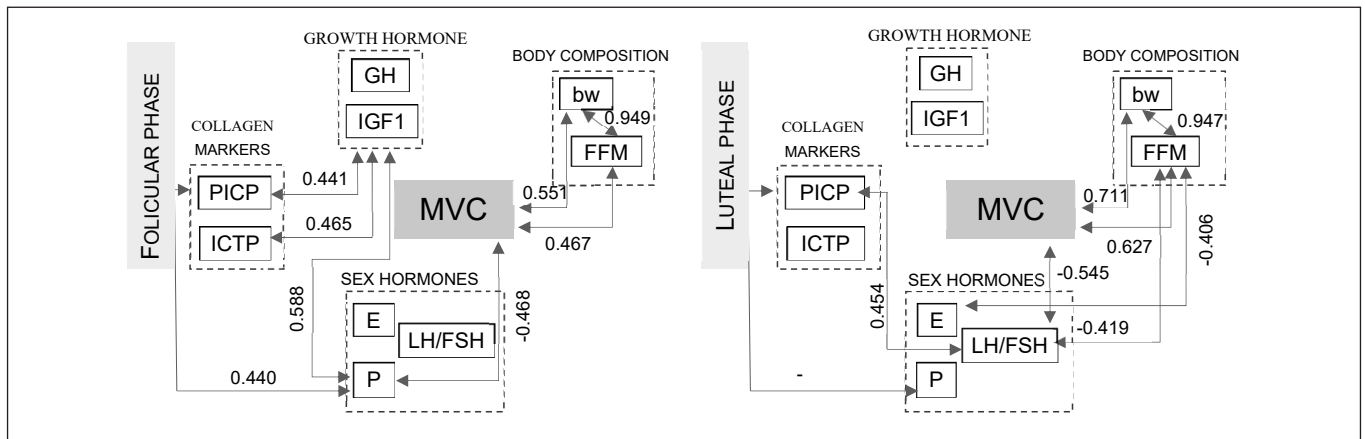 FOLICULAR PHASE
GROWTH HORMONE
GH
IGF1
BODY COMPOSITION
bw
0.949
FFM
COLLAGEN
MARKERS
PICP
0.441
ICTP
0.465
MVC
0.551
0.467
SEX HORMONES
0.588
-0.468
E
LH/FSH
P
0.440
LUTEAL PHASE
GROWTH HORMONE
GH
IGF1
BODY COMPOSITION
bw
0.947
FFM
COLLAGEN
MARKERS
PICP
ICTP
MVC
0.711
0.627
-0.406
SEX HORMONES
-0.545
0.454
E
-0.419
LH/FSH
P
-